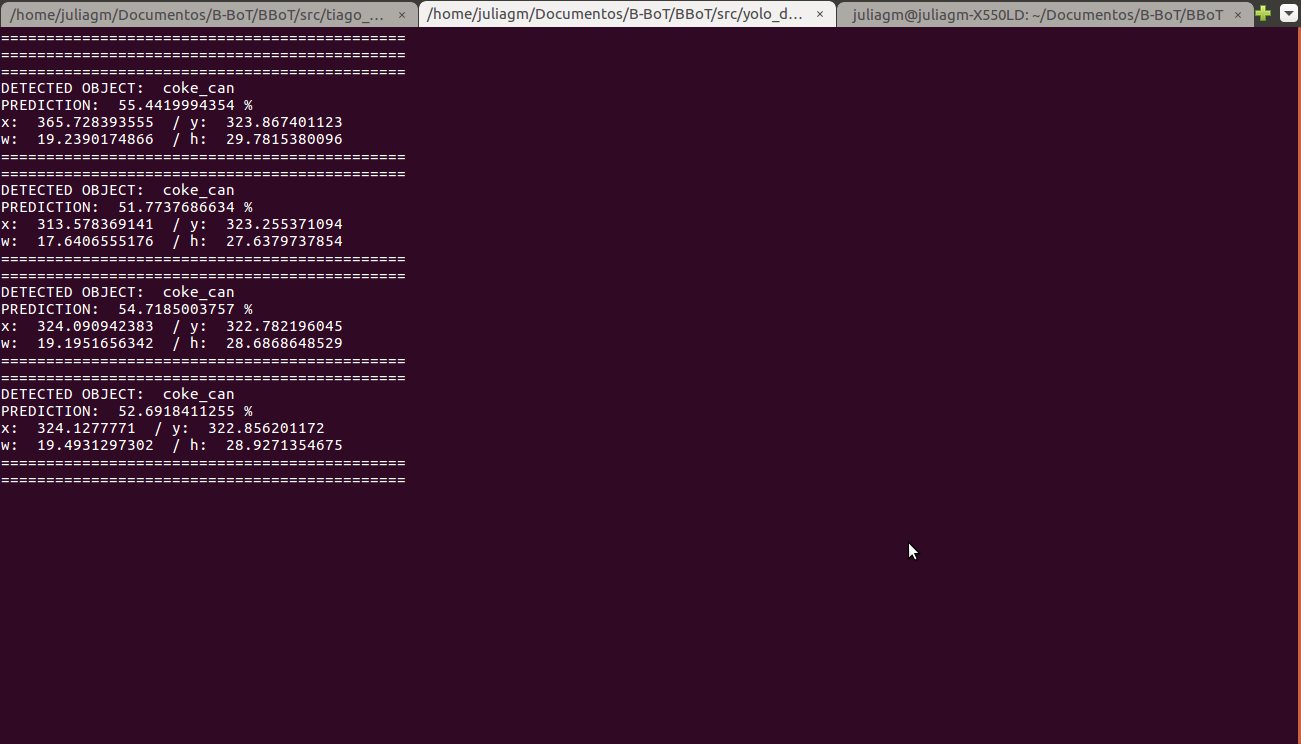 /home/juliagm/Documentos/B-BoT/BBoT/src/tiago_... × /home/juliagm/Documentos/B-BoT/BBoT/src/yolo_d... × juliagm@juliagm-X550LD: ~/Documentos/B-BoT/BBoT ×
=============================================
=============================================
=============================================
DETECTED OBJECT:  coke_can
PREDICTION:  55.4419994354 %
x:  365.728393555  / y:  323.867401123
w:  19.2390174866  / h:  29.7815380096
=============================================
=============================================
DETECTED OBJECT:  coke_can
PREDICTION:  51.7737686634 %
x:  313.578369141  / y:  323.255371094
w:  17.6406555176  / h:  27.6379737854
=============================================
=============================================
DETECTED OBJECT:  coke_can
PREDICTION:  54.7185003757 %
x:  324.090942383  / y:  322.782196045
w:  19.1951656342  / h:  28.6868648529
=============================================
=============================================
DETECTED OBJECT:  coke_can
PREDICTION:  52.6918411255 %
x:  324.1277771  / y:  322.856201172
w:  19.4931297302  / h:  28.9271354675
=============================================
=============================================